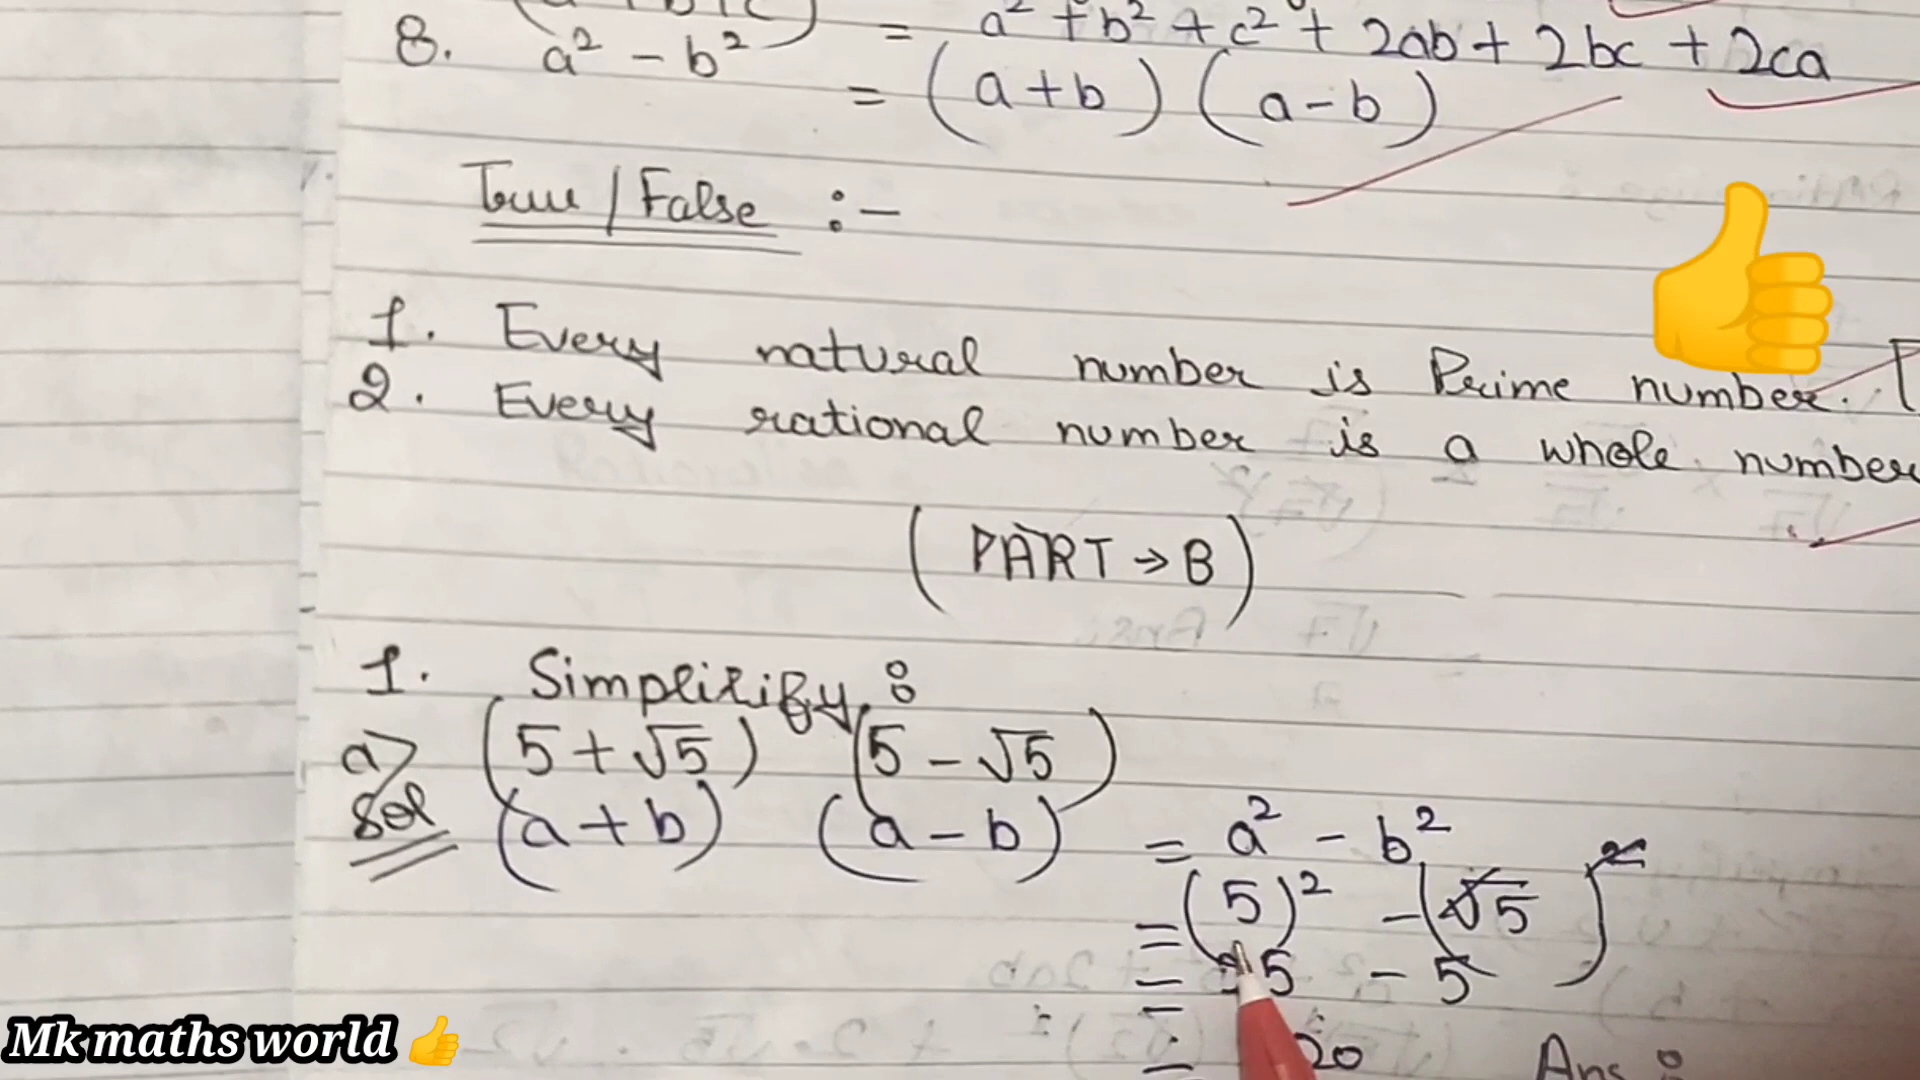 = a² + b² + c² + 2ab + 2bc + 2ca
8. a² - b² = (a+b) (a-b)
True / False :-
1. Every natural number is Prime number. [
2. Every rational number is a whole number
(PART → B)
1. Simplify :
a> (5 + √5) (5 - √5)
Sol (a + b) (a - b) = a² - b²
= (5)² - (√5)²
= 25 - 5
= 20 Ans :
Mk maths world 👍